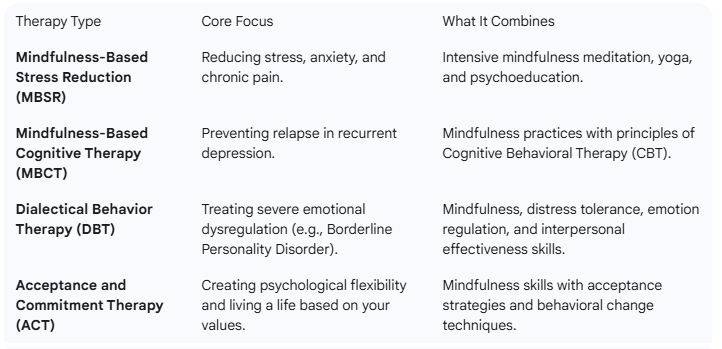 Therapy Type Core Focus What It Combines
Mindfulness-Based Reducing stress, anxiety, and Intensive mindfulness meditation, yoga,
Stress Reduction chronic pain. and psychoeducation.
(MBSR)
Mindfulness-Based Preventing relapse in recurrent Mindfulness practices with principles of
Cognitive Therapy depression. Cognitive Behavioral Therapy (CBT).
(MBCT)
Dialectical Behavior Treating severe emotional Mindfulness, distress tolerance, emotion
Therapy (DBT) dysregulation (e.g., Borderline regulation, and interpersonal
Personality Disorder). effectiveness skills.
Acceptance and Creating psychological flexibility Mindfulness skills with acceptance
Commitment Therapy and living a life based on your strategies and behavioral change
(ACT) values. techniques.